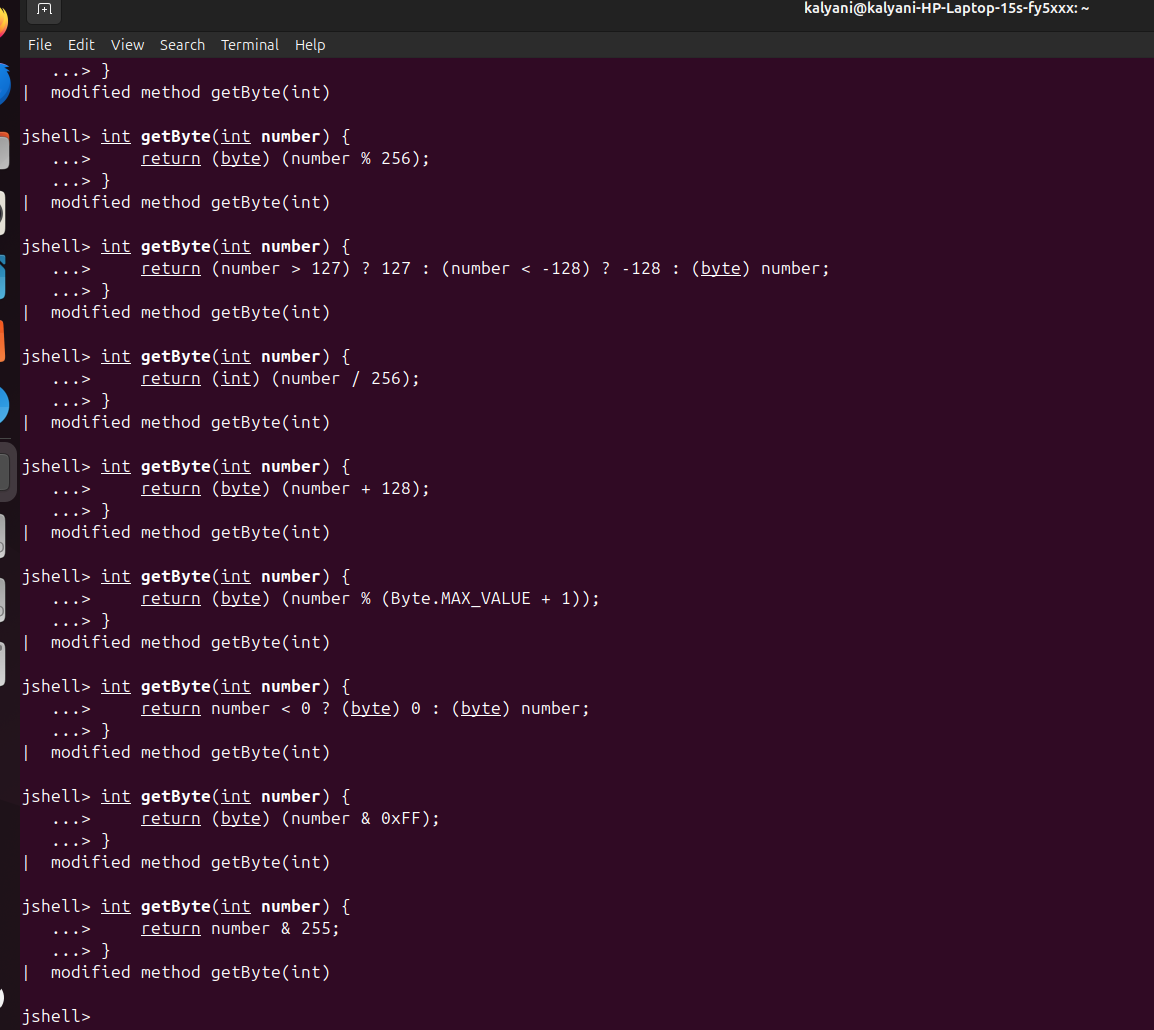 kalyani@kalyani-HP-Laptop-15s-fy5xxx: ~
File Edit View Search Terminal Help
   ...> }
|  modified method getByte(int)

jshell> int getByte(int number) {
   ...>     return (byte) (number % 256);
   ...> }
|  modified method getByte(int)

jshell> int getByte(int number) {
   ...>     return (number > 127) ? 127 : (number < -128) ? -128 : (byte) number;
   ...> }
|  modified method getByte(int)

jshell> int getByte(int number) {
   ...>     return (int) (number / 256);
   ...> }
|  modified method getByte(int)

jshell> int getByte(int number) {
   ...>     return (byte) (number + 128);
   ...> }
|  modified method getByte(int)

jshell> int getByte(int number) {
   ...>     return (byte) (number % (Byte.MAX_VALUE + 1));
   ...> }
|  modified method getByte(int)

jshell> int getByte(int number) {
   ...>     return number < 0 ? (byte) 0 : (byte) number;
   ...> }
|  modified method getByte(int)

jshell> int getByte(int number) {
   ...>     return (byte) (number & 0xFF);
   ...> }
|  modified method getByte(int)

jshell> int getByte(int number) {
   ...>     return number & 255;
   ...> }
|  modified method getByte(int)

jshell>